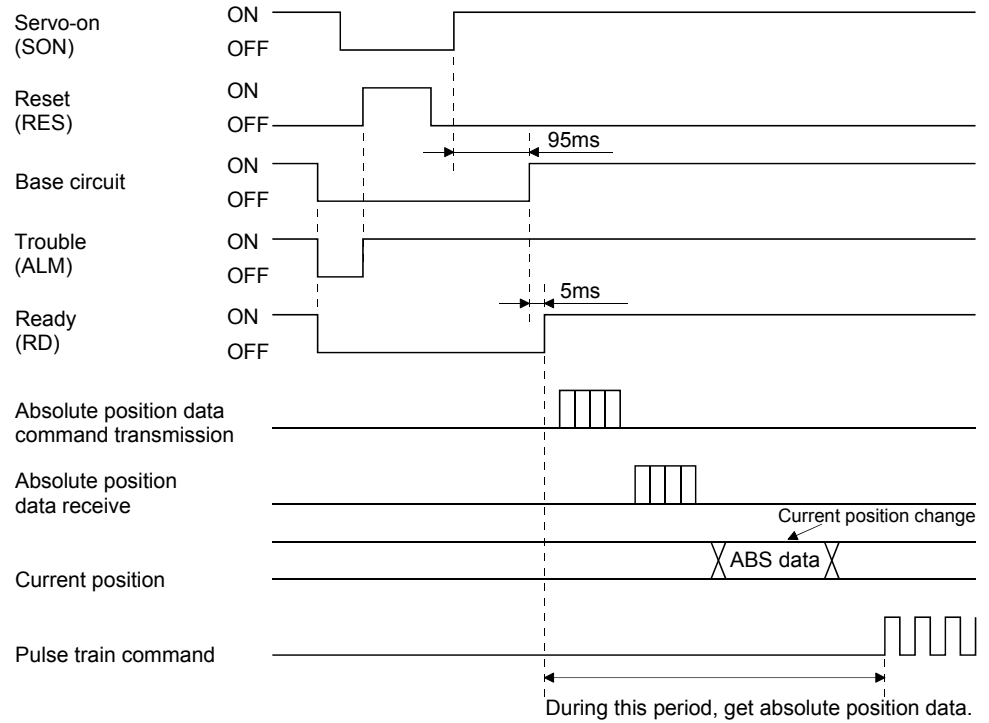 Servo-on
(SON)
ON
OFF
Reset
(RES)
ON
OFF
95ms
Base circuit
ON
OFF
Trouble
(ALM)
ON
OFF
5ms
Ready
(RD)
ON
OFF
Absolute position data
command transmission
Absolute position
data receive
Current position change
Current position
ABS data
Pulse train command
During this period, get absolute position data.